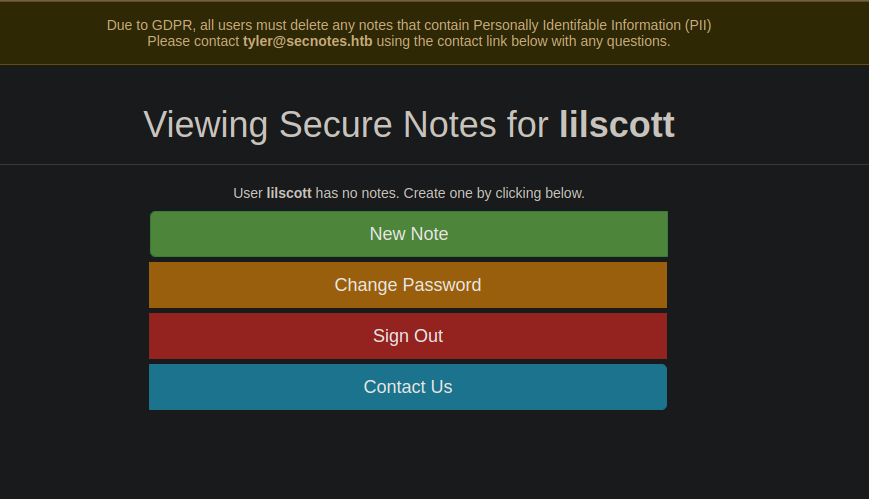 Due to GDPR, all users must delete any notes that contain Personally Identifable Information (PII)
Please contact tyler@secnotes.htb using the contact link below with any questions.
Viewing Secure Notes for lilscott
User lilscott has no notes. Create one by clicking below.
New Note
Change Password
Sign Out
Contact Us